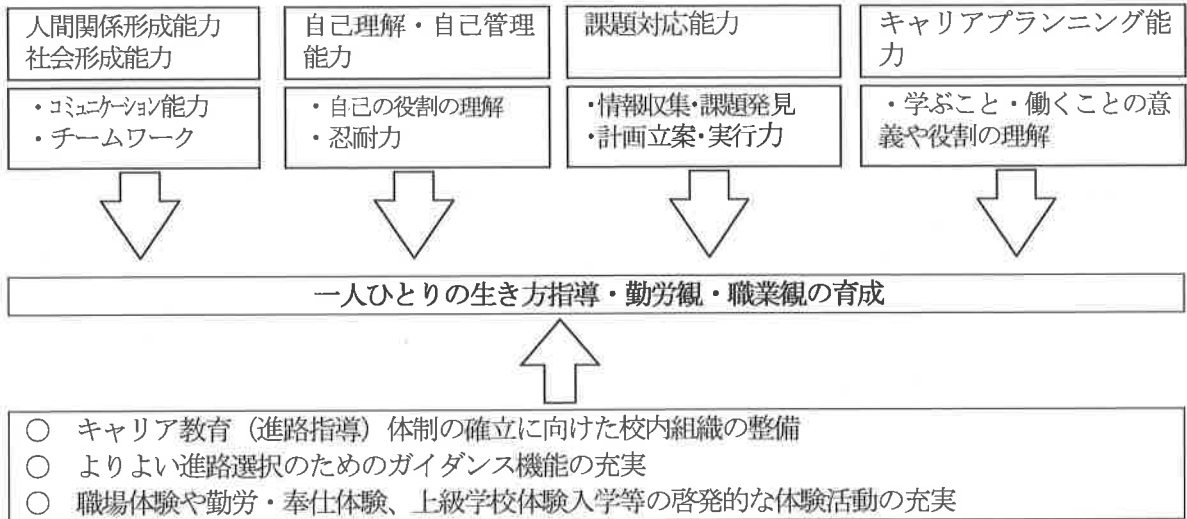 人間関係形成能力
社会形成能力
自己理解・自己管理
能力
課題対応能力
キャリアプランニング能
力
・コミュニケーション能力
・チームワーク
・自己の役割の理解
・忍耐力
・情報収集・課題発見
・計画立案・実行力
・学ぶこと・働くことの意
義や役割の理解
一人ひとりの生き方指導・勤労観・職業観の育成
○ キャリア教育（進路指導）体制の確立に向けた校内組織の整備
○ よりよい進路選択のためのガイダンス機能の充実
○ 職場体験や勤労・奉仕体験、上級学校体験入学等の啓発的な体験活動の充実